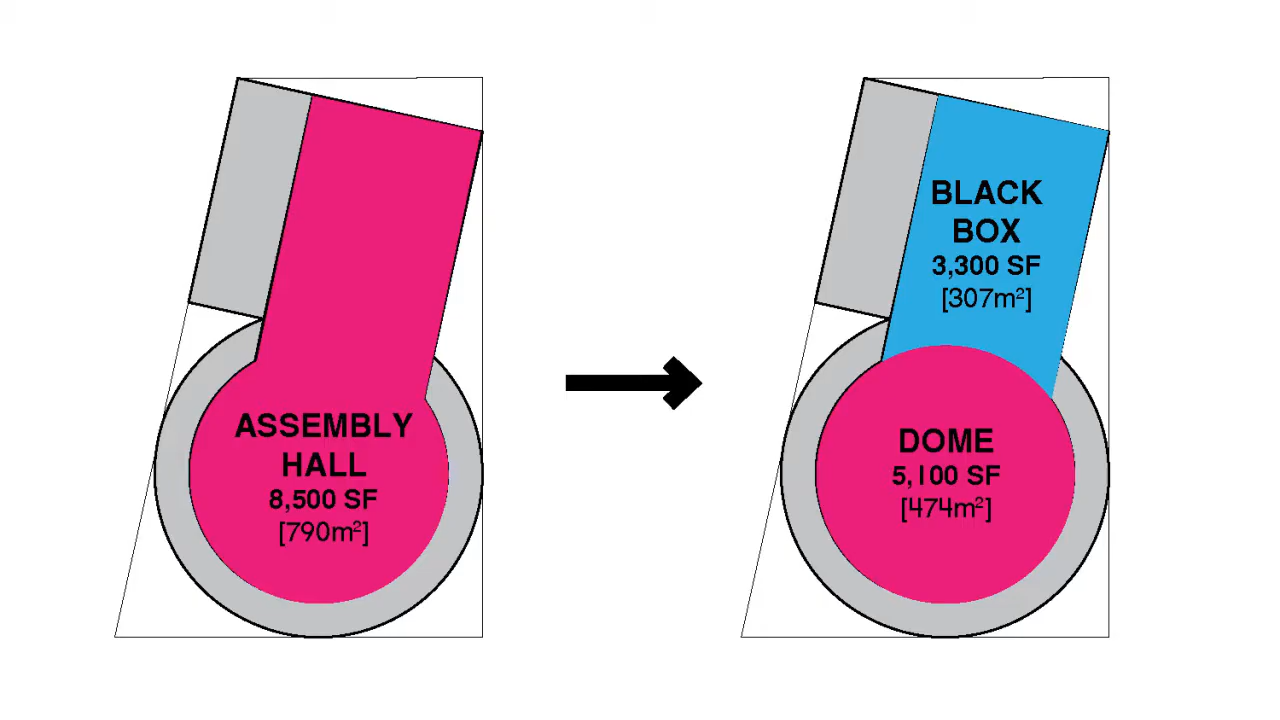 ASSEMBLY
HALL
8,500 SF
[790m²]
BLACK
BOX
3,300 SF
[307m²]
DOME
5,100 SF
[474m²]